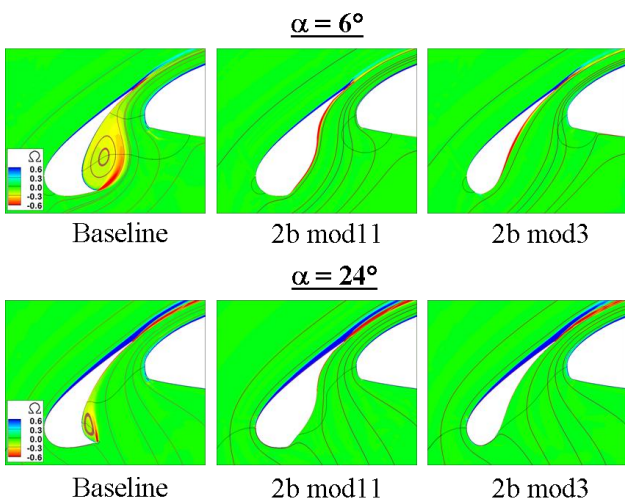 α = 6°
Ω
0.6
0.3
0.0
-0.3
-0.6
Baseline
2b mod11
2b mod3
α = 24°
Ω
0.6
0.3
0.0
-0.3
-0.6
Baseline
2b mod11
2b mod3